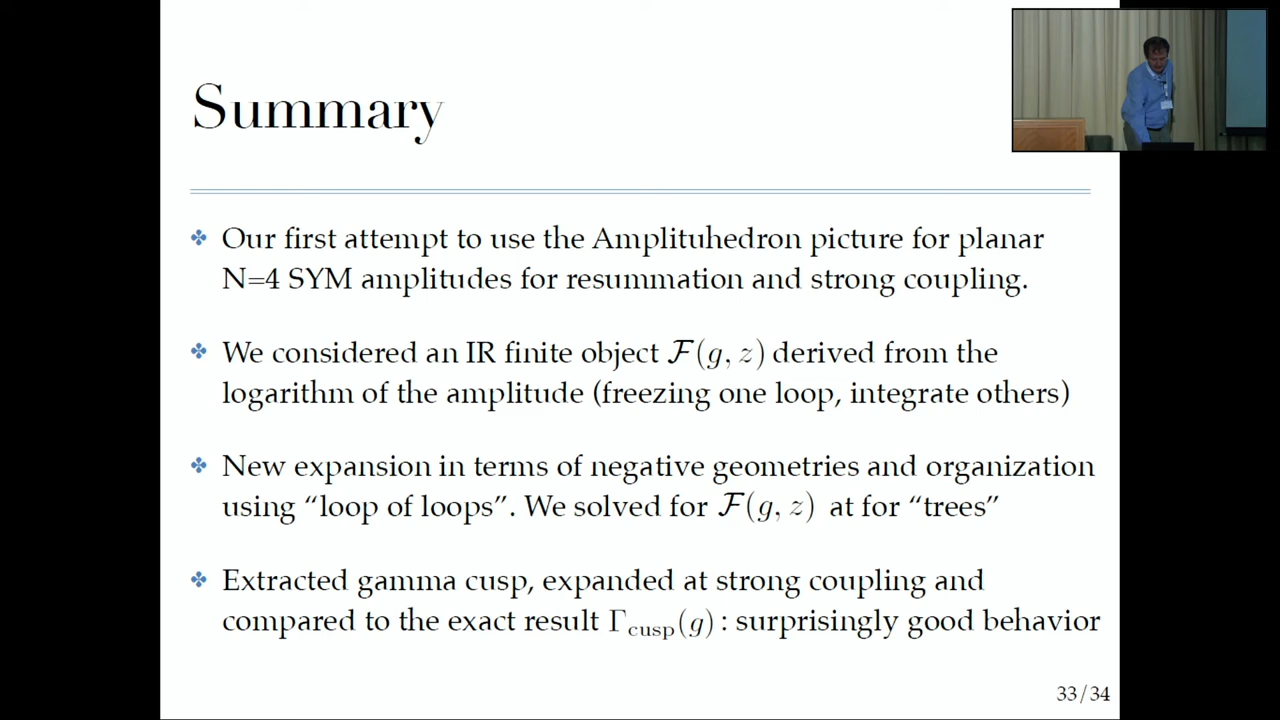 Summary
Our first attempt to use the Amplituhedron picture for planar
N=4 SYM amplitudes for resummation and strong coupling.
We considered an IR finite object F(g, z) derived from the
logarithm of the amplitude (freezing one loop, integrate others)
New expansion in terms of negative geometries and organization
using “loop of loops”. We solved for F(g, z) at for “trees”
Extracted gamma cusp, expanded at strong coupling and
compared to the exact result Γcusp(g) : surprisingly good behavior
33/34